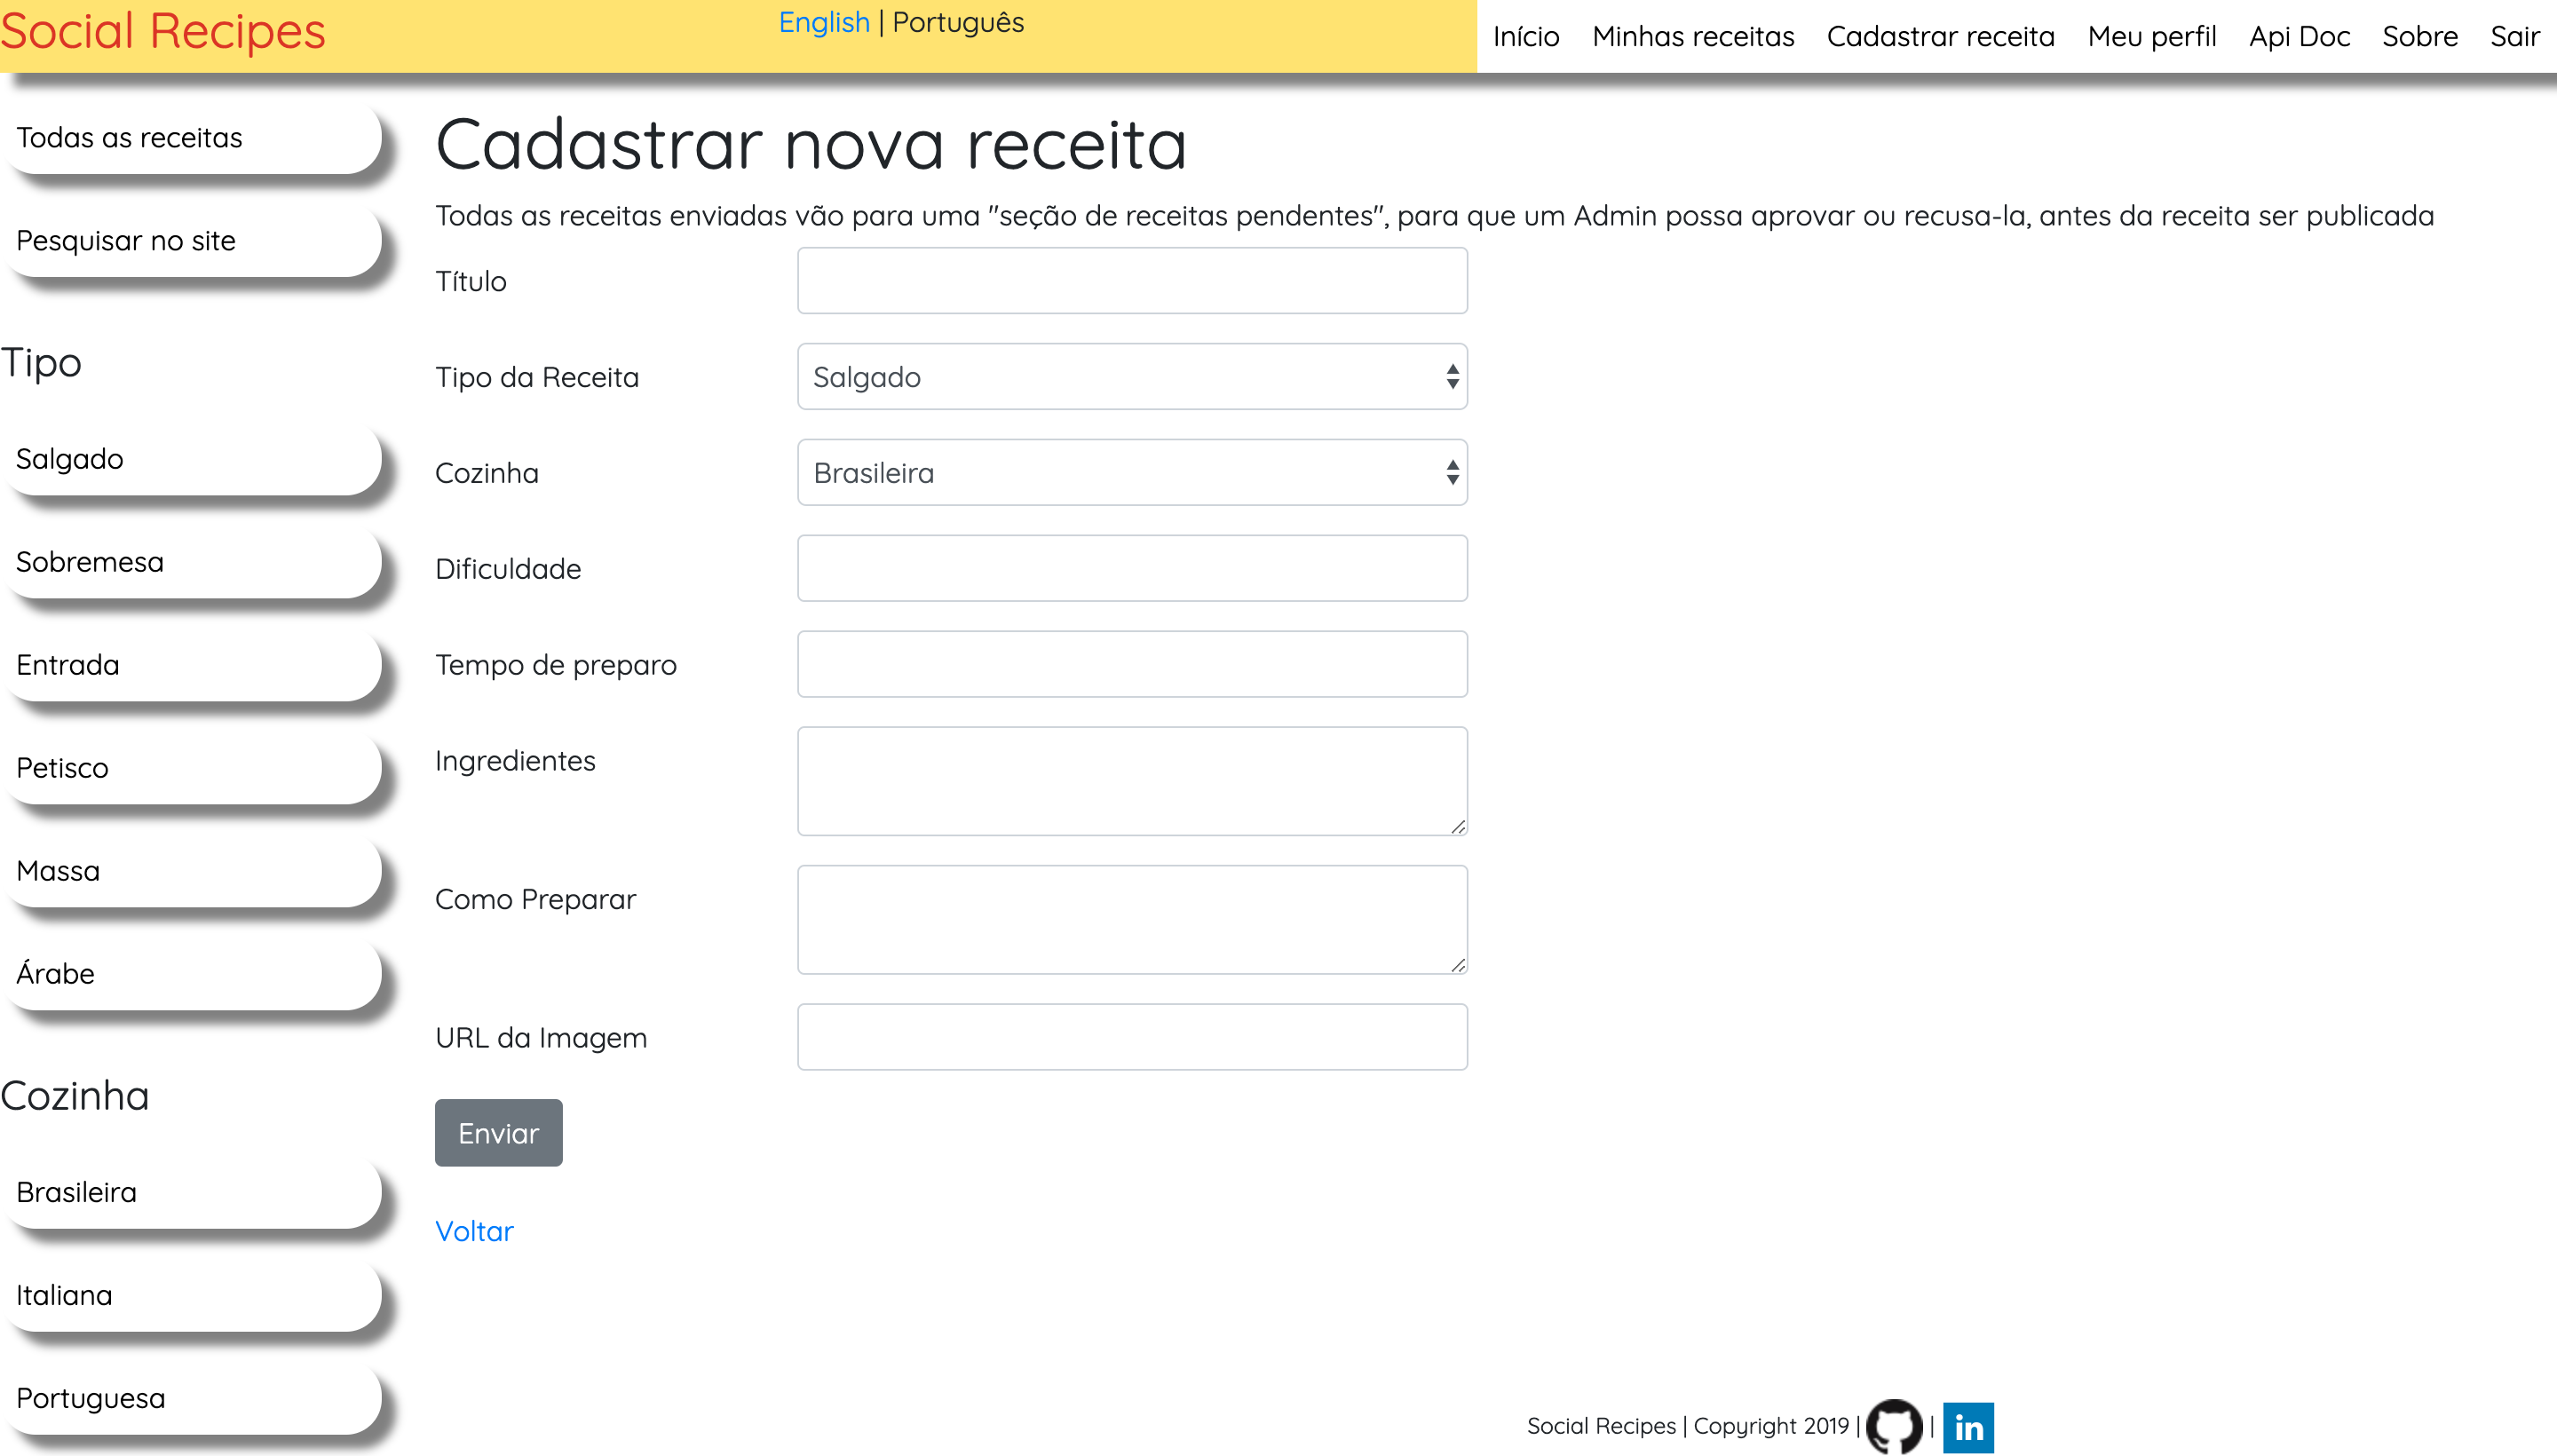 Social Recipes
English | Português
Início Minhas receitas Cadastrar receita Meu perfil Api Doc Sobre Sair
Todas as receitas
Pesquisar no site
Tipo
Salgado
Sobremesa
Entrada
Petisco
Massa
Árabe
Cozinha
Brasileira
Italiana
Portuguesa
Cadastrar nova receita
Todas as receitas enviadas vão para uma "seção de receitas pendentes", para que um Admin possa aprovar ou recusa-la, antes da receita ser publicada
Título
Tipo da Receita Salgado
Cozinha Brasileira
Dificuldade
Tempo de preparo
Ingredientes
Como Preparar
URL da Imagem
Enviar
Voltar
Social Recipes | Copyright 2019 | | in